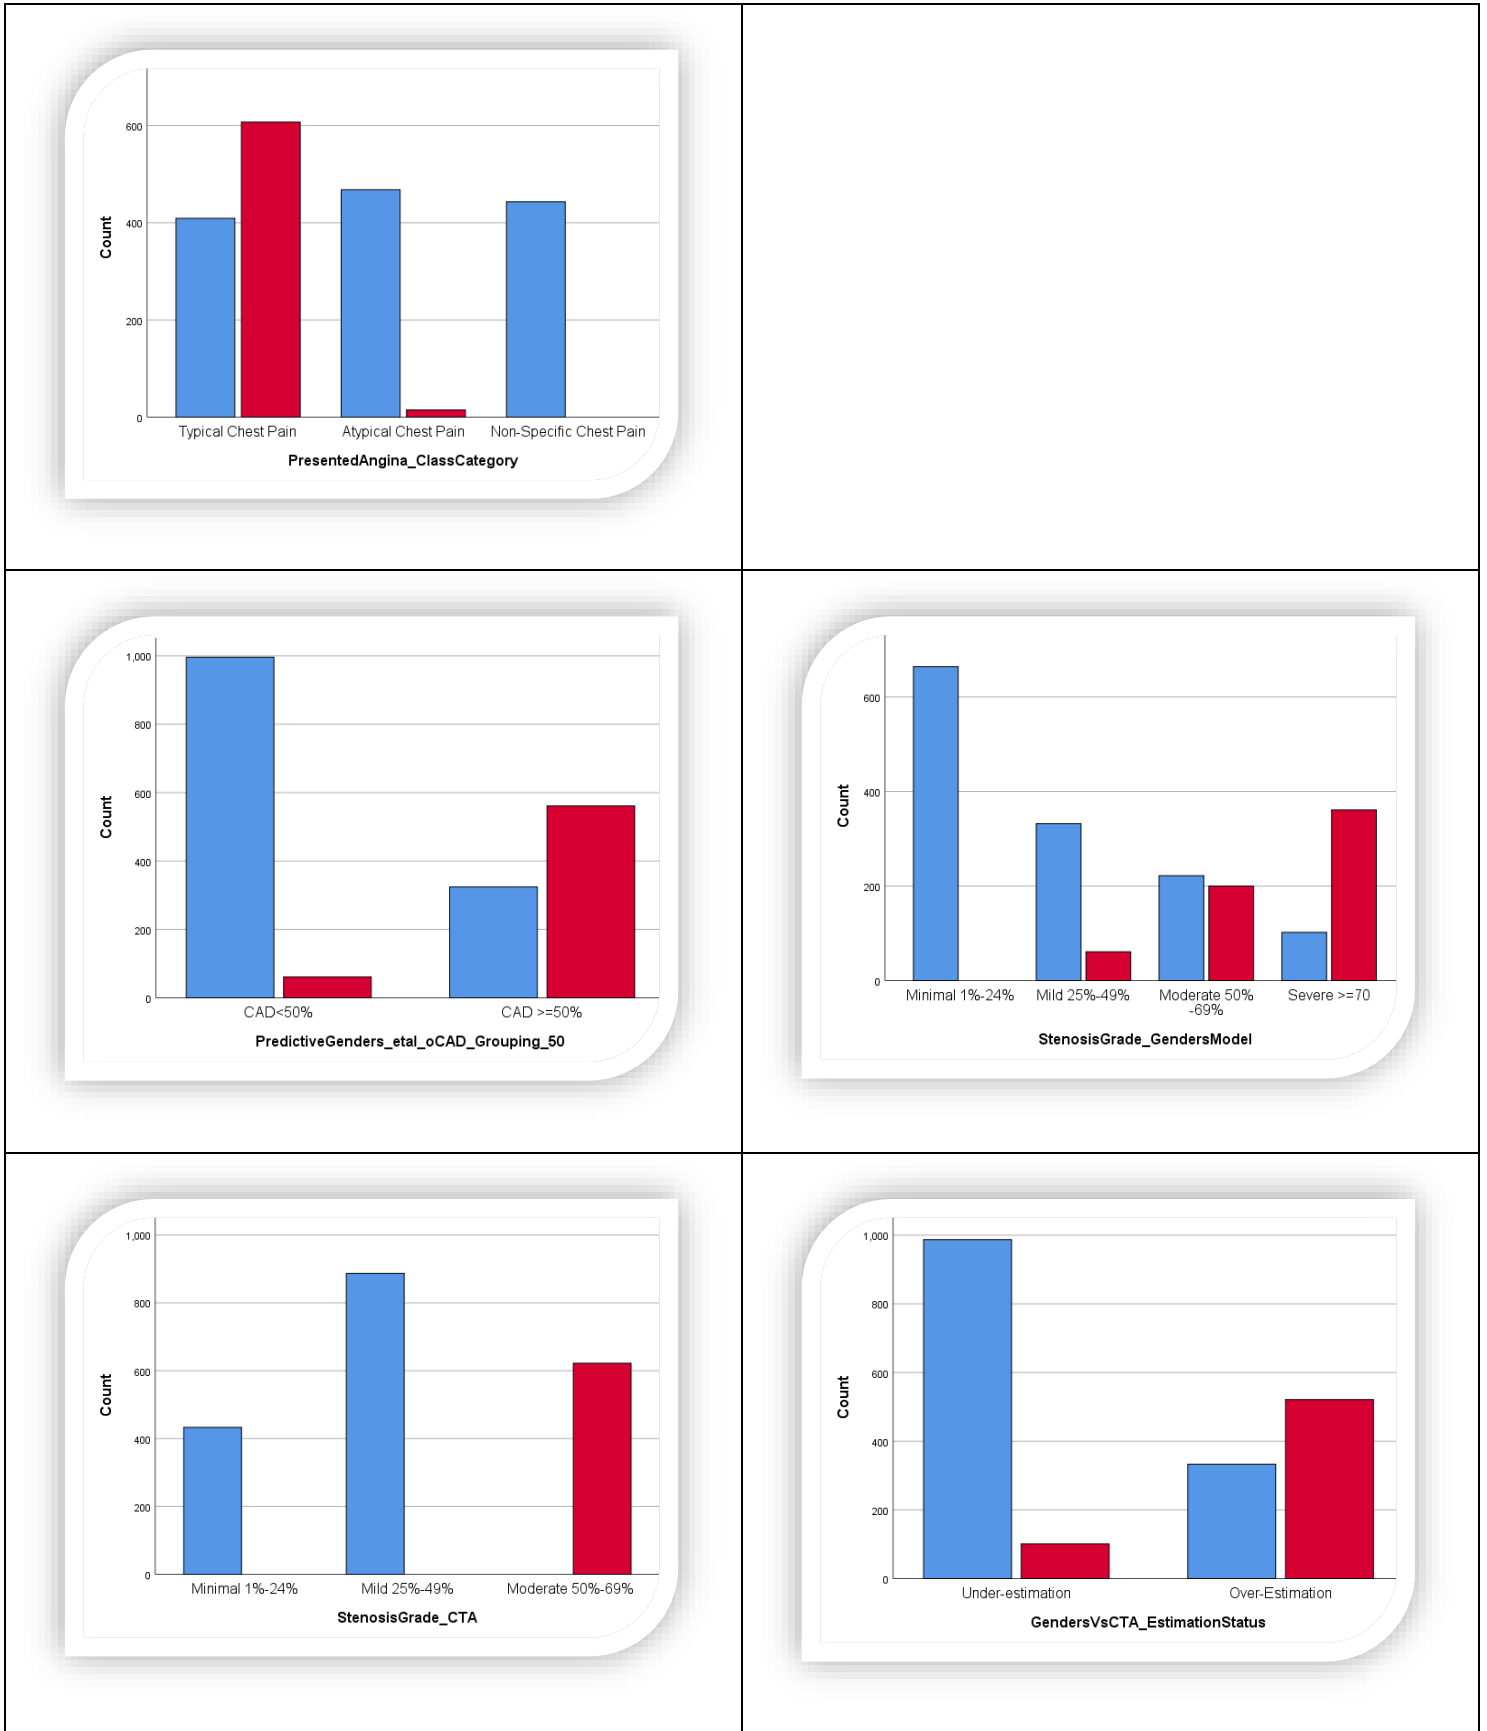 600
400
200
0
Count
Typical Chest Pain
Atypical Chest Pain
Non-Specific Chest Pain
PresentedAngina_ClassCategory
1,000
800
600
400
200
0
Count
CAD<50%
CAD >=50%
PredictiveGenders_etal_oCAD_Grouping_50
600
400
200
0
Count
Minimal 1%-24%
Mild 25%-49%
Moderate 50%
-69%
Severe >=70
StenosisGrade_GendersModel
1,000
800
600
400
200
0
Count
Minimal 1%-24%
Mild 25%-49%
Moderate 50%-69%
StenosisGrade_CTA
1,000
800
600
400
200
0
Count
Under-estimation
Over-Estimation
GendersVsCTA_EstimationStatus